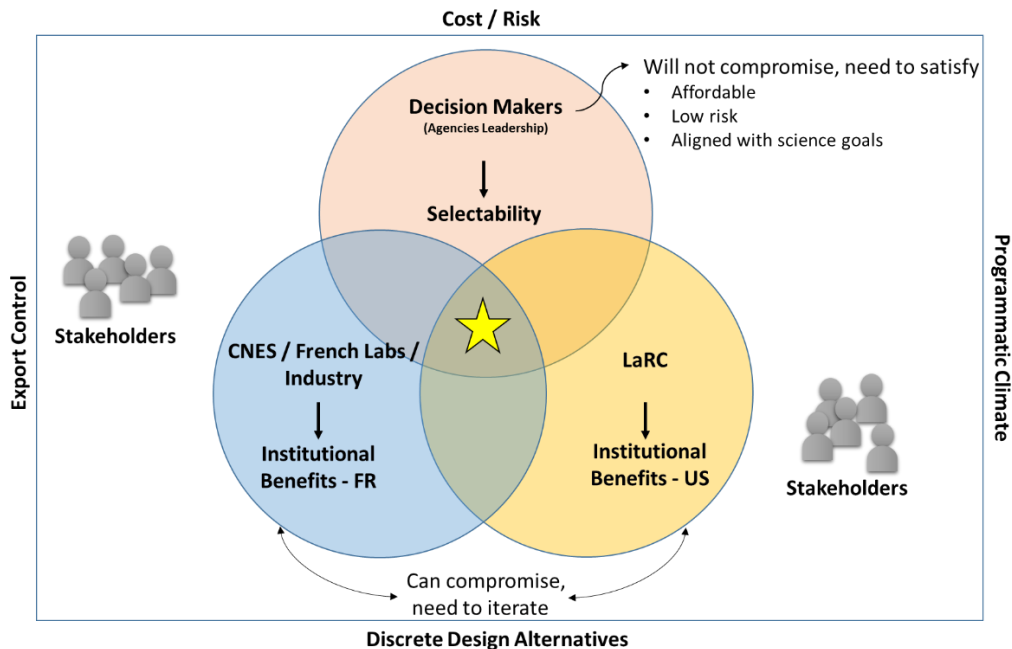 Cost / Risk
Will not compromise, need to satisfy
• Affordable
• Low risk
• Aligned with science goals
Decision Makers
(Agencies Leadership)
Selectability
Export Control
Stakeholders
CNES / French Labs /
Industry
Institutional
Benefits - FR
LaRC
Institutional
Benefits - US
Programmatic Climate
Stakeholders
Can compromise,
need to iterate
Discrete Design Alternatives